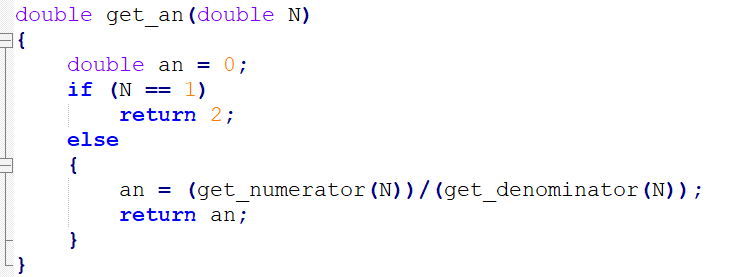 double get_an(double N)
{
    double an = 0;
    if (N == 1)
        return 2;
    else
    {
        an = (get_numerator(N))/(get_denominator(N));
        return an;
    }
}